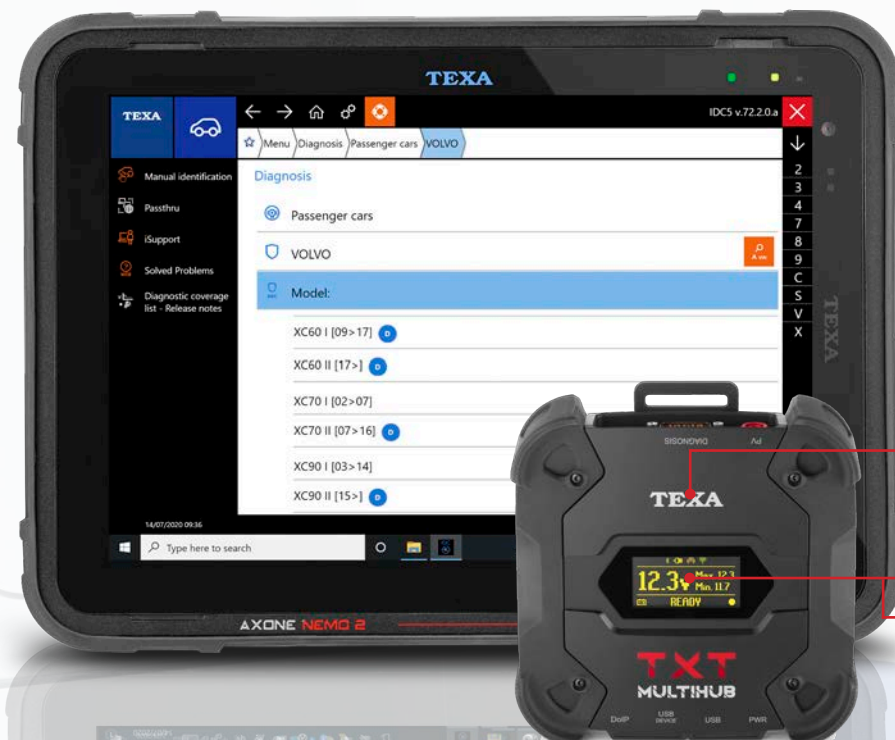 TEXA
TEXA
IDC5 v.72.2.0.a
Menu Diagnosis Passenger cars VOLVO
Manual identification
Passthru
iSupport
Solved Problems
Diagnostic coverage
list - Release notes
Diagnosis
Passenger cars
VOLVO
Model:
XC60 I [09>17] D
XC60 II [17>] D
XC70 I [02>07]
XC70 II [07>16] D
XC90 I [03>14]
XC90 II [15>] D
2
3
4
7
8
9
C
S
V
X
TEXA
14/07/2020 09:36
Type here to search
AXONE NEMO 2
DIAGNOSIS
TEXA
12.3V Max. 12.3
Min. 11.7
READY
TXT
MULTIHUB
DoIP USB DEVICE USB PWR